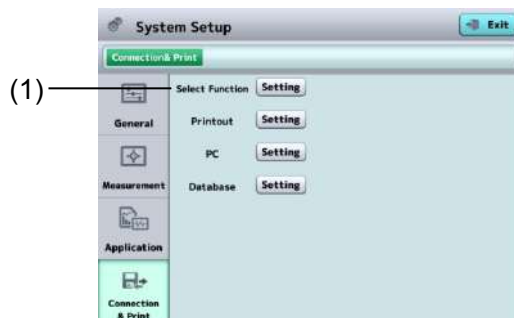 System Setup
Exit
Connection& Print
(1)
Select Function Setting
General
Printout Setting
PC Setting
Measurement
Database Setting
Application
Connection
& Print